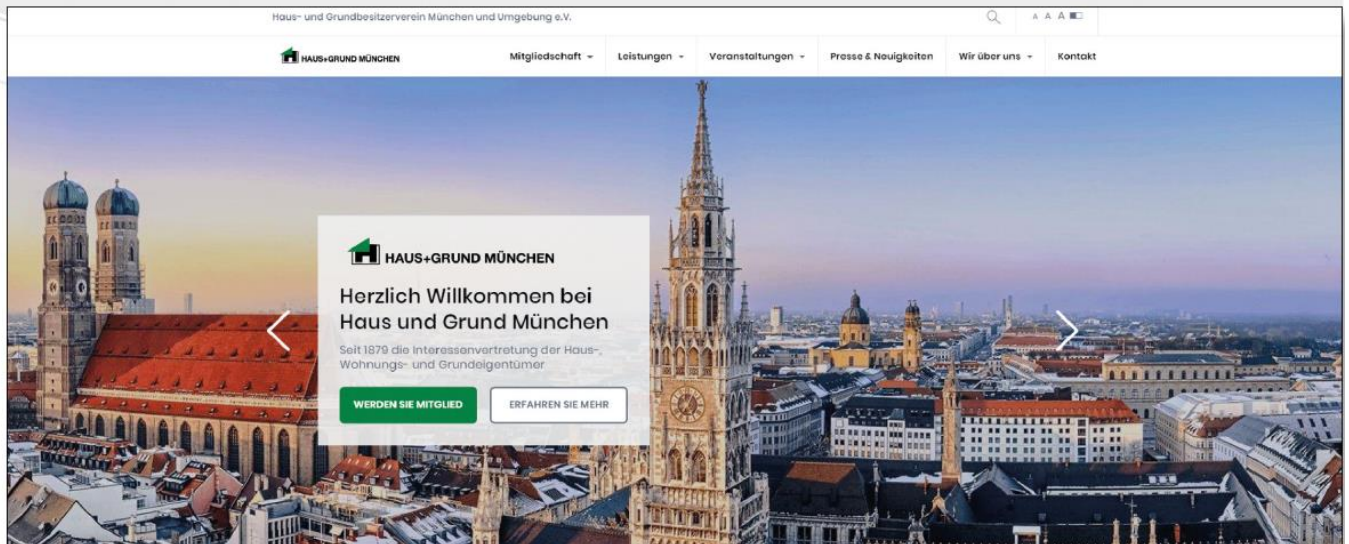 Haus- und Grundbesitzerverein München und Umgebung e.V.
A A A
HAUS+GRUND MÜNCHEN
Mitgliedschaft
Leistungen
Veranstaltungen
Presse & Neuigkeiten
Wir über uns
Kontakt
HAUS+GRUND MÜNCHEN
Herzlich Willkommen bei
Haus und Grund München
Seit 1879 die Interessenvertretung der Haus-,
Wohnungs- und Grundeigentümer
WERDEN SIE MITGLIED
ERFAHREN SIE MEHR